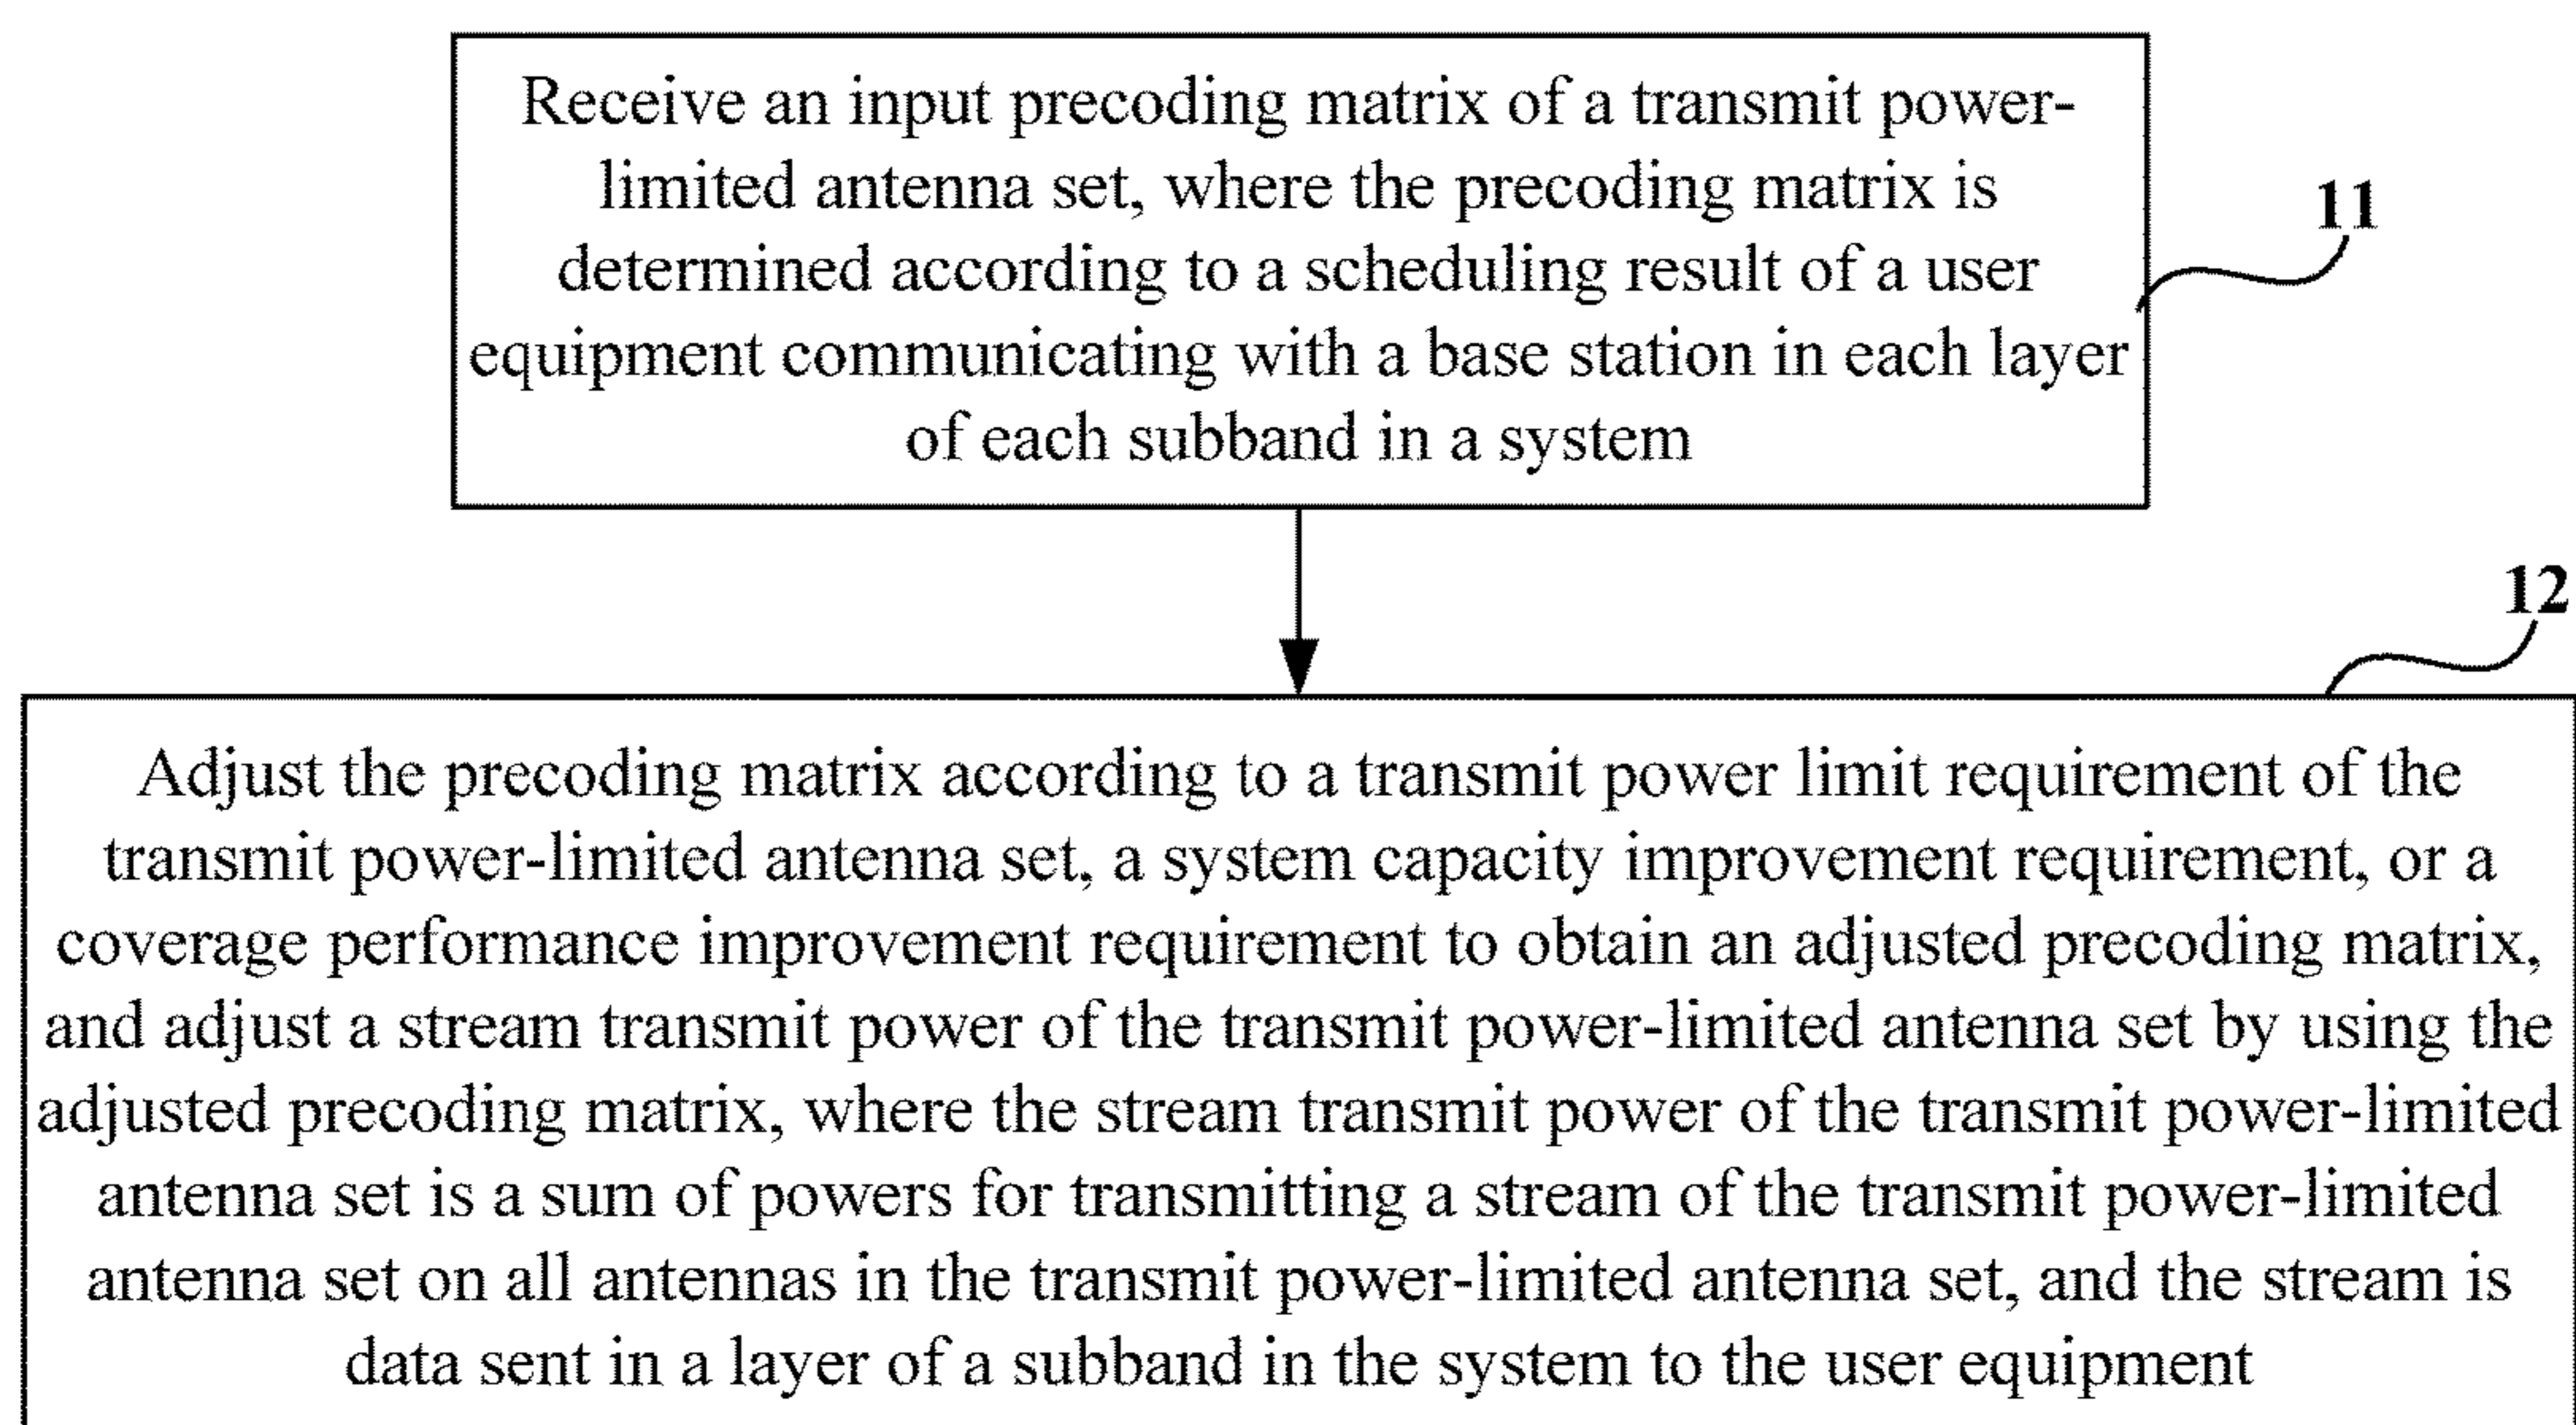 Receive an input precoding matrix of a transmit power-
limited antenna set, where the precoding matrix is
determined according to a scheduling result of a user
equipment communicating with a base station in each layer
of each subband in a system
11
12
Adjust the precoding matrix according to a transmit power limit requirement of the
transmit power-limited antenna set, a system capacity improvement requirement, or a
coverage performance improvement requirement to obtain an adjusted precoding matrix,
and adjust a stream transmit power of the transmit power-limited antenna set by using the
adjusted precoding matrix, where the stream transmit power of the transmit power-limited
antenna set is a sum of powers for transmitting a stream of the transmit power-limited
antenna set on all antennas in the transmit power-limited antenna set, and the stream is
data sent in a layer of a subband in the system to the user equipment